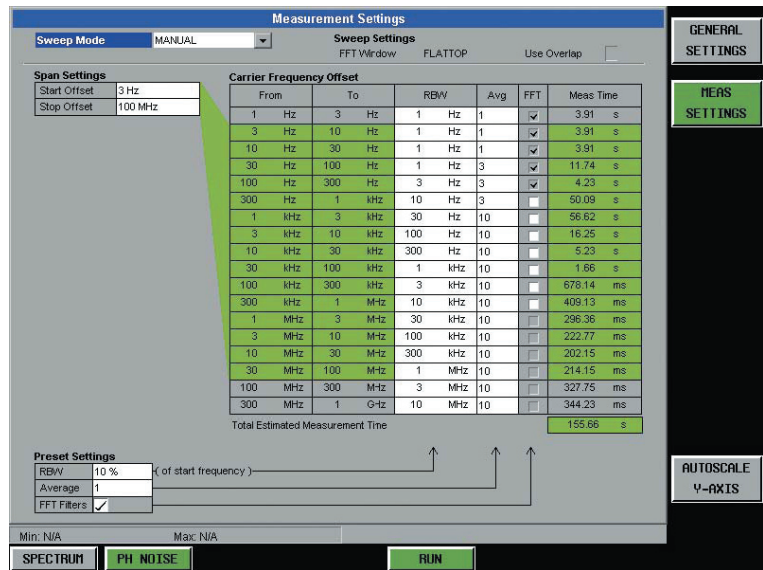 Measurement Settings
Sweep Mode MANUAL
Sweep Settings
FFT Window FLATTOP Use Overlap
Span Settings
Start Offset 3 Hz
Stop Offset 100 MHz
Carrier Frequency Offset
From To RBW Avg FFT Meas Time
1 Hz 3 Hz 1 Hz 1 3.91 s
3 Hz 10 Hz 1 Hz 1 3.91 s
10 Hz 30 Hz 1 Hz 1 3.91 s
30 Hz 100 Hz 1 Hz 3 11.74 s
100 Hz 300 Hz 3 Hz 3 4.23 s
300 Hz 1 kHz 10 Hz 3 50.09 s
1 kHz 3 kHz 30 Hz 10 56.62 s
3 kHz 10 kHz 100 Hz 10 16.25 s
10 kHz 30 kHz 300 Hz 10 5.23 s
30 kHz 100 kHz 1 kHz 10 1.66 s
100 kHz 300 kHz 3 kHz 10 678.14 ms
300 kHz 1 MHz 10 kHz 10 409.13 ms
1 MHz 3 MHz 30 kHz 10 296.36 ms
3 MHz 10 MHz 100 kHz 10 222.77 ms
10 MHz 30 MHz 300 kHz 10 202.15 ms
30 MHz 100 MHz 1 MHz 10 214.15 ms
100 MHz 300 MHz 3 MHz 10 327.75 ms
300 MHz 1 GHz 10 MHz 10 344.23 ms
Total Estimated Measurement Time 155.66 s
Preset Settings
RBW 10 % ( of start frequency )
Average 1
FFT Filters
Min: N/A Max: N/A
SPECTRUM PH NOISE RUN
GENERAL
SETTINGS
MEAS
SETTINGS
AUTOSCALE
Y-AXIS